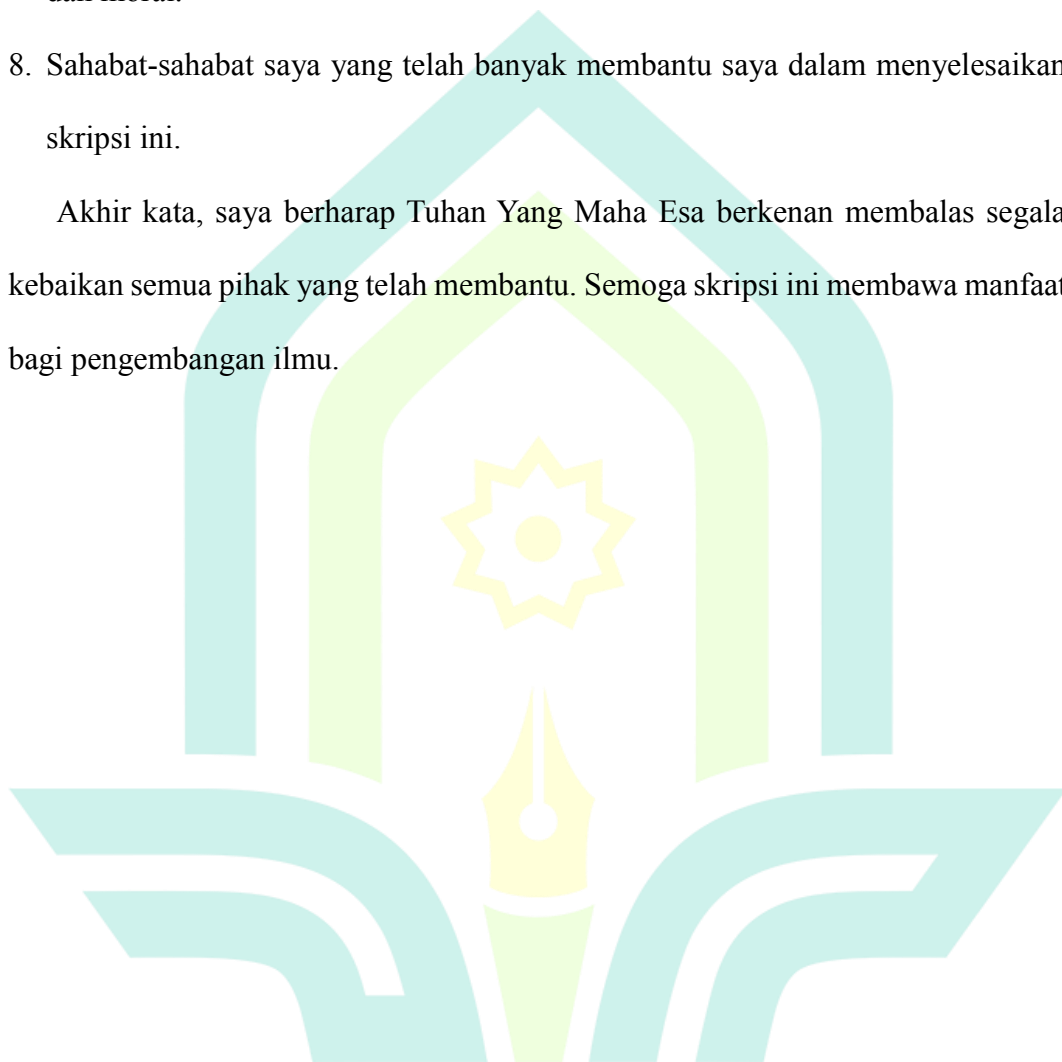 dan moral.
8. Sahabat-sahabat saya yang telah banyak membantu saya dalam menyelesaikan
skripsi ini.
Akhir kata, saya berharap Tuhan Yang Maha Esa berkenan membalas segala
kebaikan semua pihak yang telah membantu. Semoga skripsi ini membawa manfaat
bagi pengembangan ilmu.